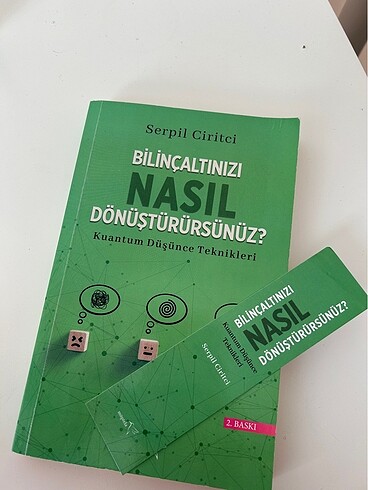 Serpil Ciritci
BİLİNÇALTINIZI
NASIL
DÖNÜŞTÜRÜRSÜNÜZ?
Kuantum Düşünce Teknikleri
2. BASKI
BİLİNÇALTINIZI
NASIL
DÖNÜŞTÜRÜRSÜNÜZ?
Kuantum Düşünce
Teknikleri
Serpil Ciritci